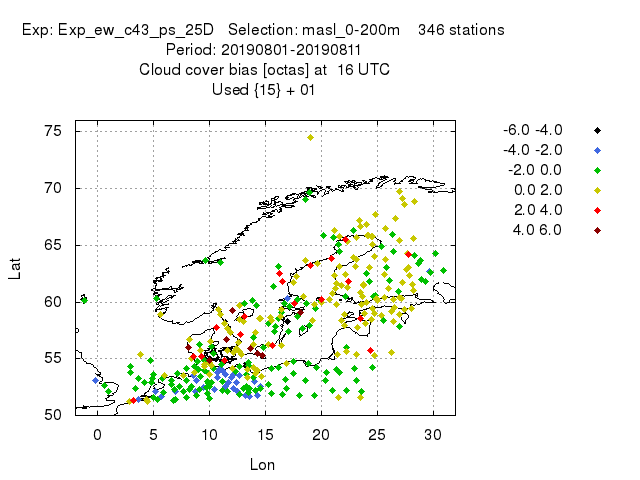 Exp: Exp_ew_c43_ps_25D Selection: masl_0-200m 346 stations
Period: 20190801-20190811
Cloud cover bias [octas] at 16 UTC
Used {15} + 01
-6.0 -4.0
-4.0 -2.0
-2.0 0.0
0.0 2.0
2.0 4.0
4.0 6.0
75
70
65
60
55
50
Lat
0 5 10 15 20 25 30
Lon